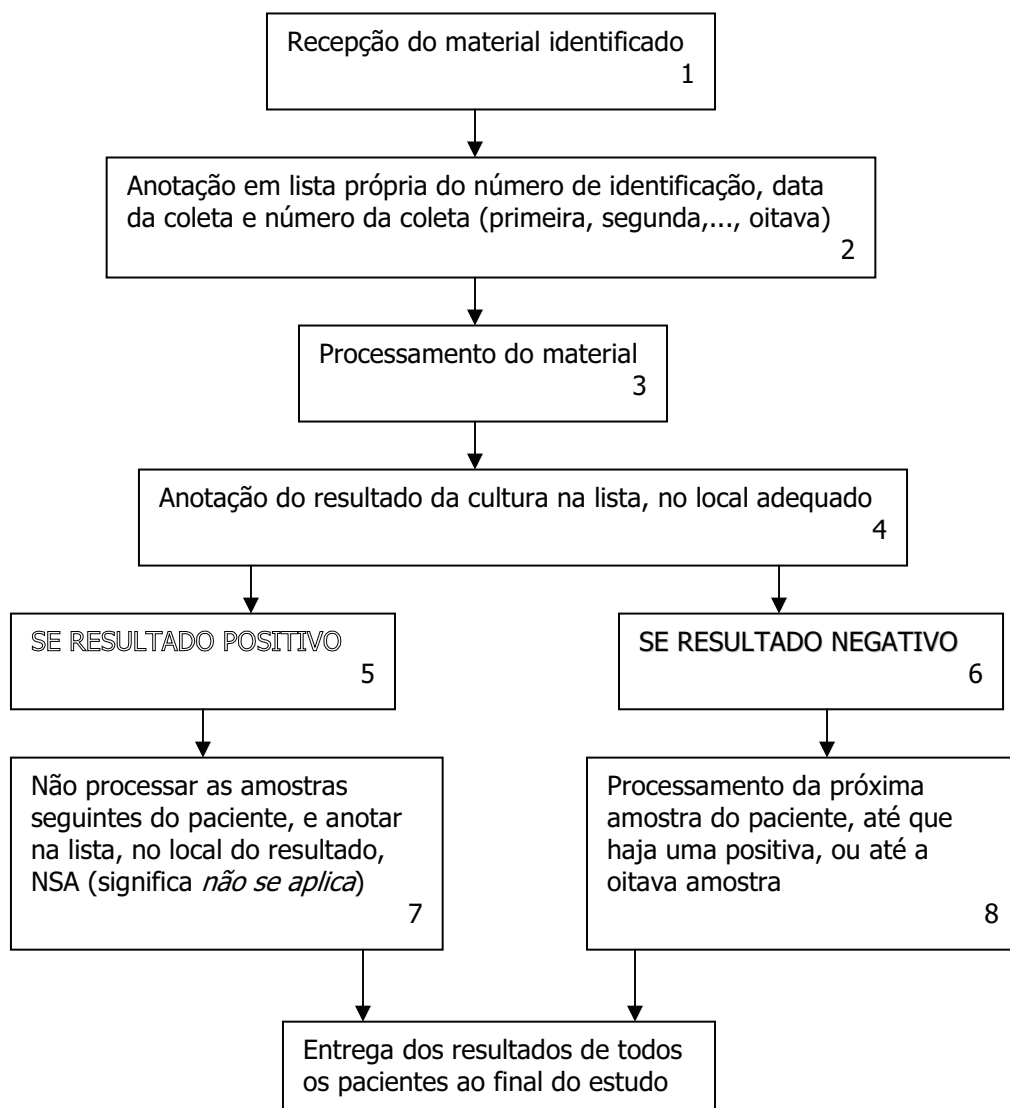 Recepção do material identificado
1
Anotação em lista própria do número de identificação, data
da coleta e número da coleta (primeira, segunda,..., oitava)
2
Processamento do material
3
Anotação do resultado da cultura na lista, no local adequado
4
SE RESULTADO POSITIVO
5
SE RESULTADO NEGATIVO
6
Não processar as amostras
seguintes do paciente, e anotar
na lista, no local do resultado,
NSA (significa não se aplica)
7
Processamento da próxima
amostra do paciente, até que
haja uma positiva, ou até a
oitava amostra
8
Entrega dos resultados de todos
os pacientes ao final do estudo